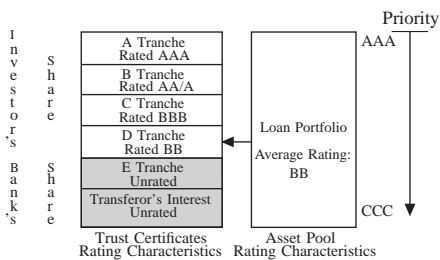 Priority
Investor's
Share
Bank's
Share
A Tranche
Rated AAA
B Tranche
Rated AA/A
C Tranche
Rated BBB
D Tranche
Rated BB
E Tranche
Unrated
Transferor's Interest
Unrated
Trust Certificates
Rating Characteristics
Loan Portfolio
Average Rating:
BB
Asset Pool
Rating Characteristics
AAA
CCC